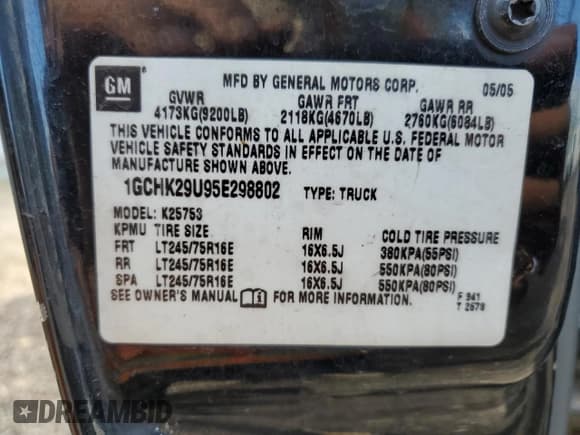 GM
®
MFD BY GENERAL MOTORS CORP. 05/05
GVWR GAWR FRT GAWR RR
4173KG(9200LB) 2118KG(4670LB) 2760KG(6084LB)
THIS VEHICLE CONFORMS TO ALL APPLICABLE U.S. FEDERAL MOTOR
VEHICLE SAFETY STANDARDS IN EFFECT ON THE DATE OF
MANUFACTURE SHOWN ABOVE.
1GCHK29U95E298802 TYPE: TRUCK
MODEL: K25753
KPMU TIRE SIZE RIM COLD TIRE PRESSURE
FRT LT245/75R16E 16X6.5J 380KPA(55PSI)
RR LT245/75R16E 16X6.5J 550KPA(80PSI)
SPA LT245/75R16E 16X6.5J 550KPA(80PSI)
SEE OWNER'S MANUAL FOR MORE INFORMATION.
F 941
T 2679
DREAMBID